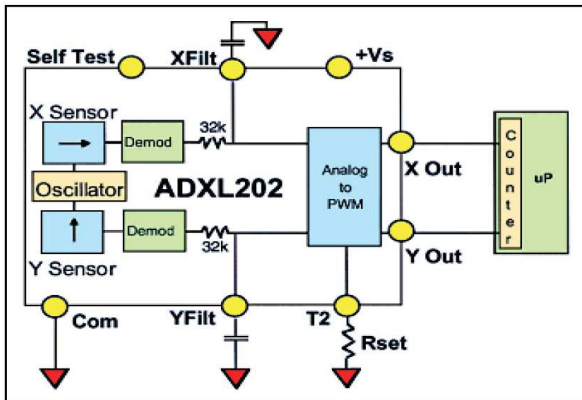 Self Test
XFilt
+Vs
X Sensor
Demod
32k
Oscillator
ADXL202
Analog
to
PWM
X Out
Counter
uP
Demod
32k
Y Sensor
Y Out
Com
YFilt
T2
Rset